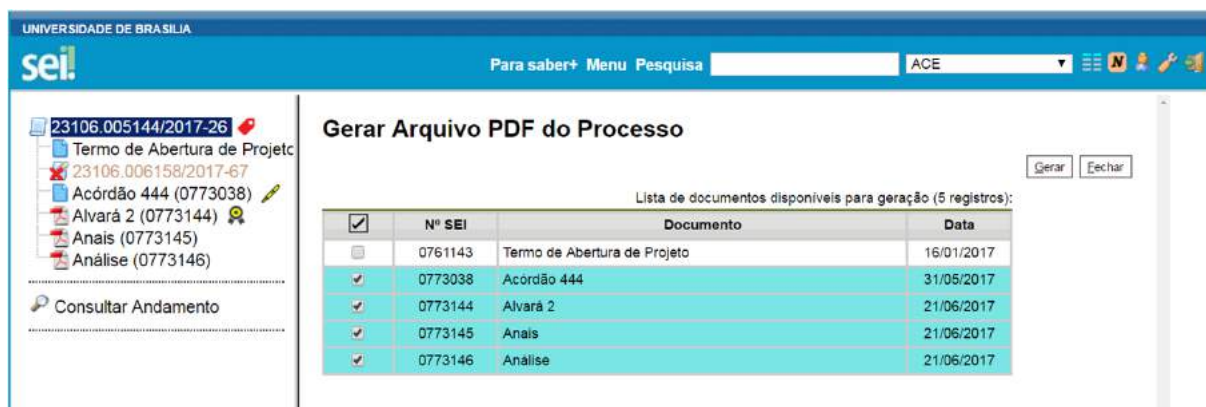 UNIVERSIDADE DE BRASILIA
sei!
Para saber+ Menu Pesquisa ACE
N
23106.005144/2017-26
Termo de Abertura de Projeto
23106.006158/2017-67
Acórdão 444 (0773038)
Alvará 2 (0773144)
Anais (0773145)
Análise (0773146)
Consultar Andamento
Gerar Arquivo PDF do Processo
Gerar Fechar
Lista de documentos disponíveis para geração (5 registros):
Nº SEI Documento Data
0761143 Termo de Abertura de Projeto 16/01/2017
0773038 Acórdão 444 31/05/2017
0773144 Alvará 2 21/06/2017
0773145 Anais 21/06/2017
0773146 Análise 21/06/2017